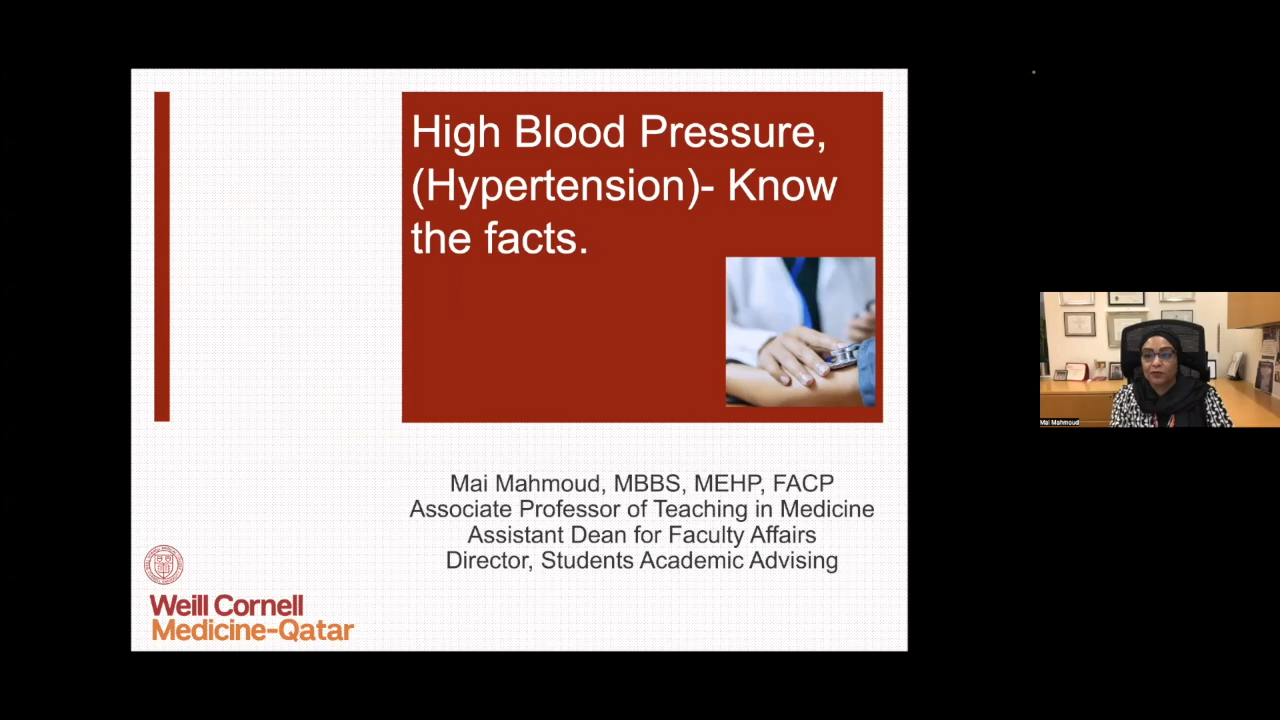 High Blood Pressure,
(Hypertension)- Know
the facts.
Mai Mahmoud, MBBS, MEHP, FACP
Associate Professor of Teaching in Medicine
Assistant Dean for Faculty Affairs
Director, Students Academic Advising
Weill Cornell
Medicine-Qatar
Mai Mahmoud